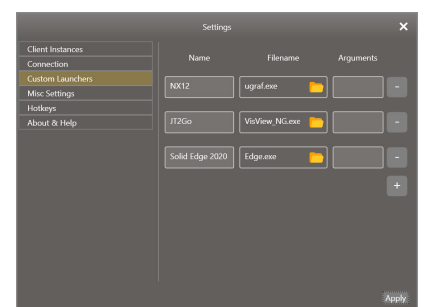 Settings
Client Instances
Connection
Custom Launchers
Misc Settings
Hotkeys
About & Help
Name Filename Arguments
NX12 ugraf.exe -
JT2Go VisView_NG.exe -
Solid Edge 2020 Edge.exe -
+
Apply